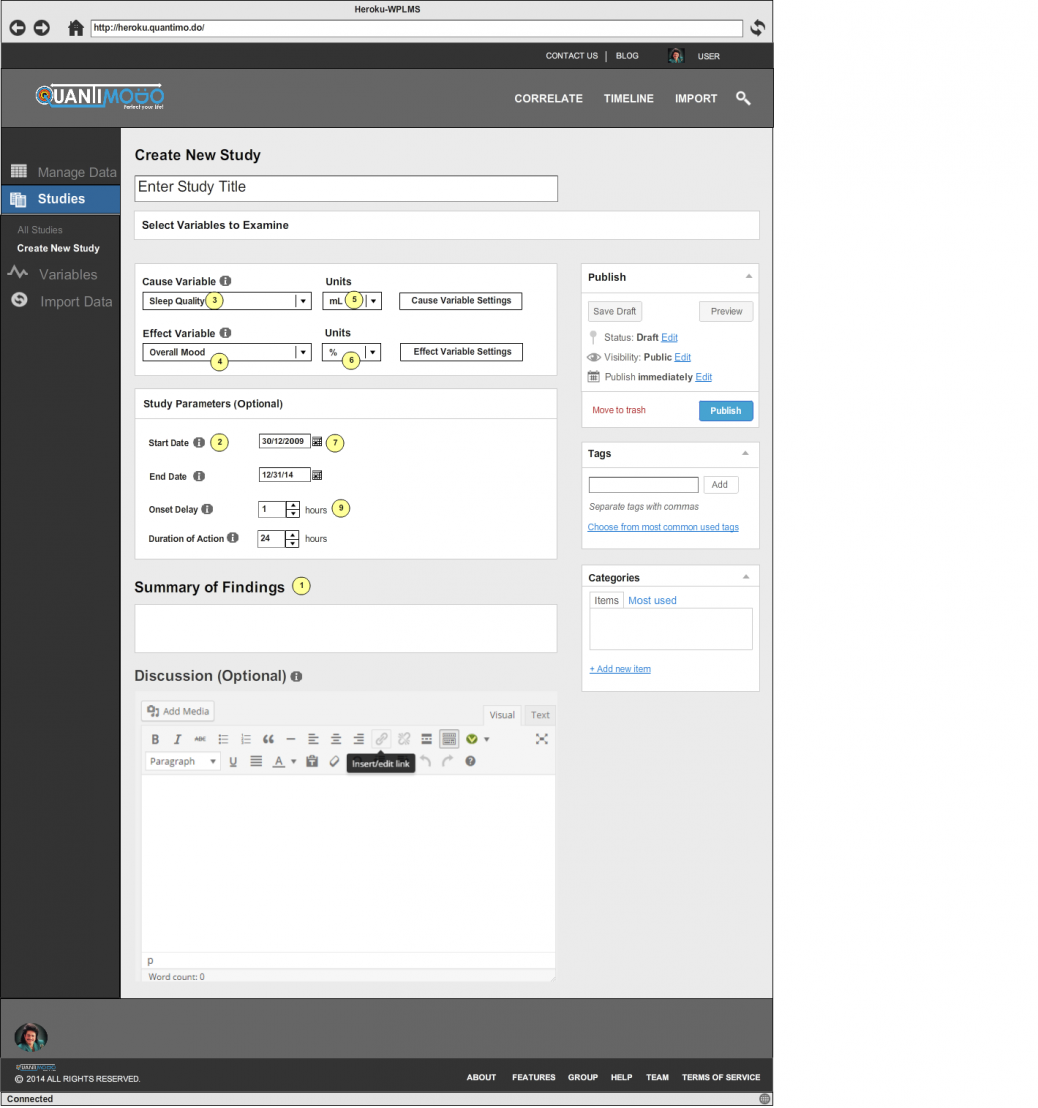 Heroku-WPLMS
http://heroku.quantimo.do/
CONTACT US | BLOG USER
QUANTIMODO
Perfect your life!
CORRELATE TIMELINE IMPORT
Manage Data
Studies
All Studies
Create New Study
Variables
Import Data
Create New Study
Enter Study Title
Select Variables to Examine
Cause Variable i Units
Sleep Quality 3 mL 5 Cause Variable Settings
Effect Variable i Units
Overall Mood 4 % 6 Effect Variable Settings
Study Parameters (Optional)
Start Date i 2 30/12/2009 7
End Date i 12/31/14
Onset Delay i 1 hours 9
Duration of Action i 24 hours
Summary of Findings 1
Discussion (Optional) i
Add Media
Visual Text
B I ABC
Paragraph U A T ?
Insert/edit link
p
Word count: 0
Publish
Save Draft Preview
Status: Draft Edit
Visibility: Public Edit
Publish immediately Edit
Move to trash Publish
Tags
Add
Separate tags with commas
Choose from most common used tags
Categories
Items Most used
+ Add new item
QUANTIMODO
© 2014 ALL RIGHTS RESERVED.
ABOUT FEATURES GROUP HELP TEAM TERMS OF SERVICE
Connected